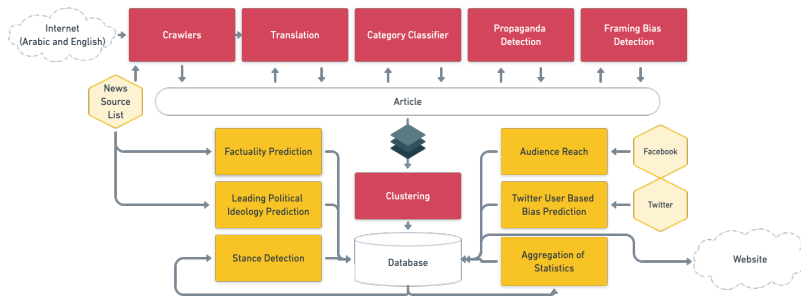 Internet
(Arabic and English)
Crawlers
Translation
Category Classifier
Propaganda
Detection
Framing Bias
Detection
News
Source
List
Article
Factuality Prediction
Audience Reach
Facebook
Clustering
Leading Political
Ideology Prediction
Twitter User Based
Bias Prediction
Twitter
Stance Detection
Database
Aggregation of
Statistics
Website